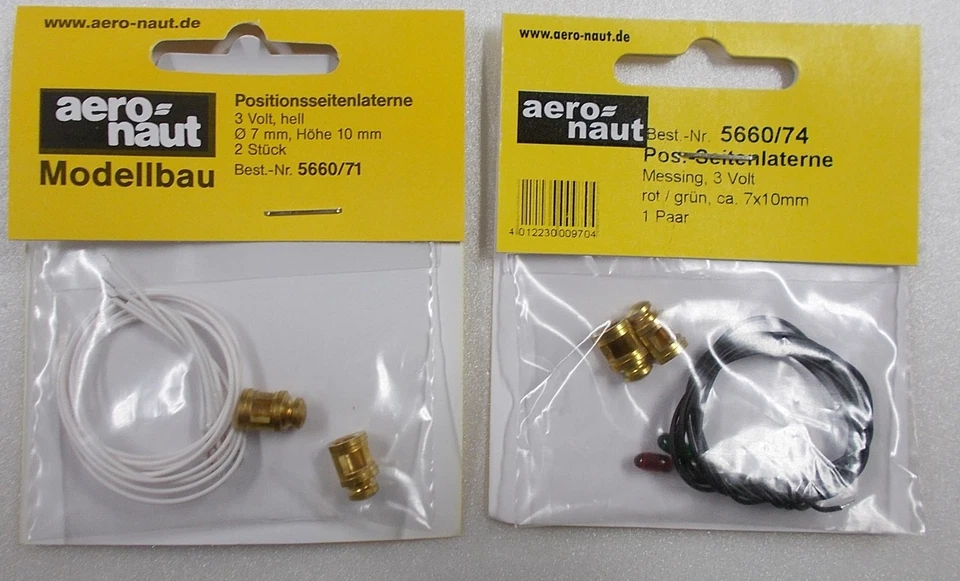 www.aero-naut.de
aero-
naut
Modellbau
Positionsseitenlaterne
3 Volt, hell
Ø 7 mm, Höhe 10 mm
2 Stück
Best.-Nr. 5660/71
www.aero-naut.de
aero-
naut
Best.-Nr. 5660/74
Pos.-Seitenlaterne
Messing, 3 Volt
rot / grün, ca. 7x10mm
1 Paar
4 012230 009704